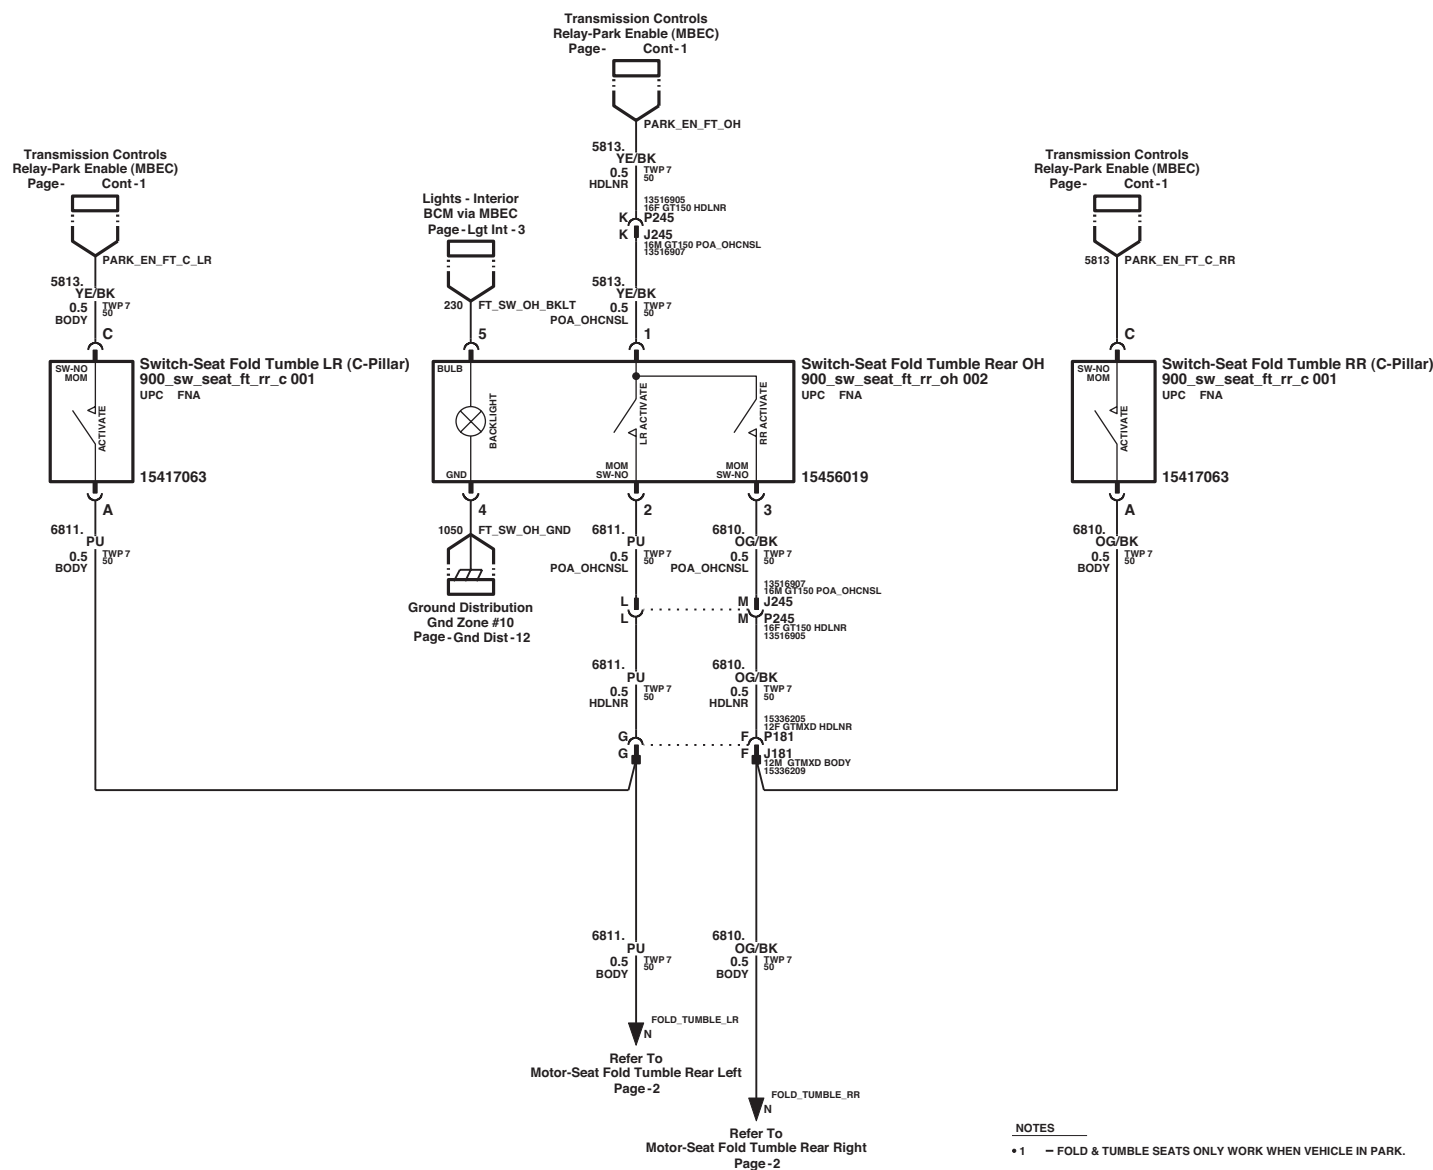 Transmission Controls
Relay-Park Enable (MBEC)
Page- Cont-1
PARK_EN_FT_OH
5813.
YE/BK
0.5 TWP 7
50
HDLNR
13516905
16F GT150 HDLNR
K P245
K J245
16M GT150 POA_OHCNSL
13516907
5813.
YE/BK
0.5 TWP 7
50
POA_OHCNSL
1
Transmission Controls
Relay-Park Enable (MBEC)
Page- Cont-1
PARK_EN_FT_C_LR
5813.
YE/BK
0.5 TWP 7
50
BODY
C
Lights - Interior
BCM via MBEC
Page-Lgt Int-3
230 FT_SW_OH_BKLT
5
Transmission Controls
Relay-Park Enable (MBEC)
Page- Cont-1
5813 PARK_EN_FT_C_RR
C
SW-NO
MOM
ACTIVATE
Switch-Seat Fold Tumble LR (C-Pillar)
900_sw_seat_ft_rr_c 001
UPC FNA
15417063
A
6811.
PU
0.5 TWP 7
50
BODY
BULB
BACKLIGHT
GND
LR ACTIVATE
MOM
SW-NO
RR ACTIVATE
MOM
SW-NO
Switch-Seat Fold Tumble Rear OH
900_sw_seat_ft_rr_oh 002
UPC FNA
15456019
SW-NO
MOM
ACTIVATE
Switch-Seat Fold Tumble RR (C-Pillar)
900_sw_seat_ft_rr_c 001
UPC FNA
15417063
A
6810.
OG/BK
0.5 TWP 7
50
BODY
4
1050 FT_SW_OH_GND
Ground Distribution
Gnd Zone #10
Page-Gnd Dist-12
2
6811.
PU
0.5 TWP 7
50
POA_OHCNSL
3
6810.
OG/BK
0.5 TWP 7
50
POA_OHCNSL
13516907
16M GT150 POA_OHCNSL
L M J245
L M P245
16F GT150 HDLNR
13516905
6811.
PU
0.5 TWP 7
50
HDLNR
6810.
OG/BK
0.5 TWP 7
50
HDLNR
15336205
12F GTMXD HDLNR
G F P181
G F J181
12M GTMXD BODY
15336209
6811.
PU
0.5 TWP 7
50
BODY
6810.
OG/BK
0.5 TWP 7
50
BODY
FOLD_TUMBLE_LR
N
Refer To
Motor-Seat Fold Tumble Rear Left
Page-2
FOLD_TUMBLE_RR
N
Refer To
Motor-Seat Fold Tumble Rear Right
Page-2
NOTES
• 1 – FOLD & TUMBLE SEATS ONLY WORK WHEN VEHICLE IN PARK.